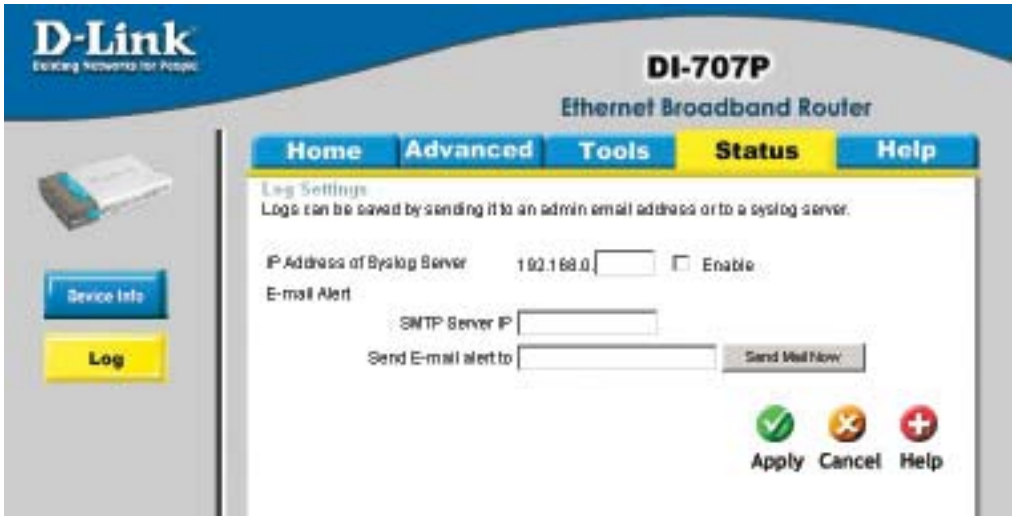 D-Link
Building Networks for People
DI-707P
Ethernet Broadband Router
Home Advanced Tools Status Help
Log Settings
Logs can be saved by sending it to an admin email address or to a syslog server.
IP Address of Syslog Server 192.168.0. Enable
Device Info
E-mail Alert
SMTP Server IP
Log
Send E-mail alert to Send Mail Now
Apply Cancel Help